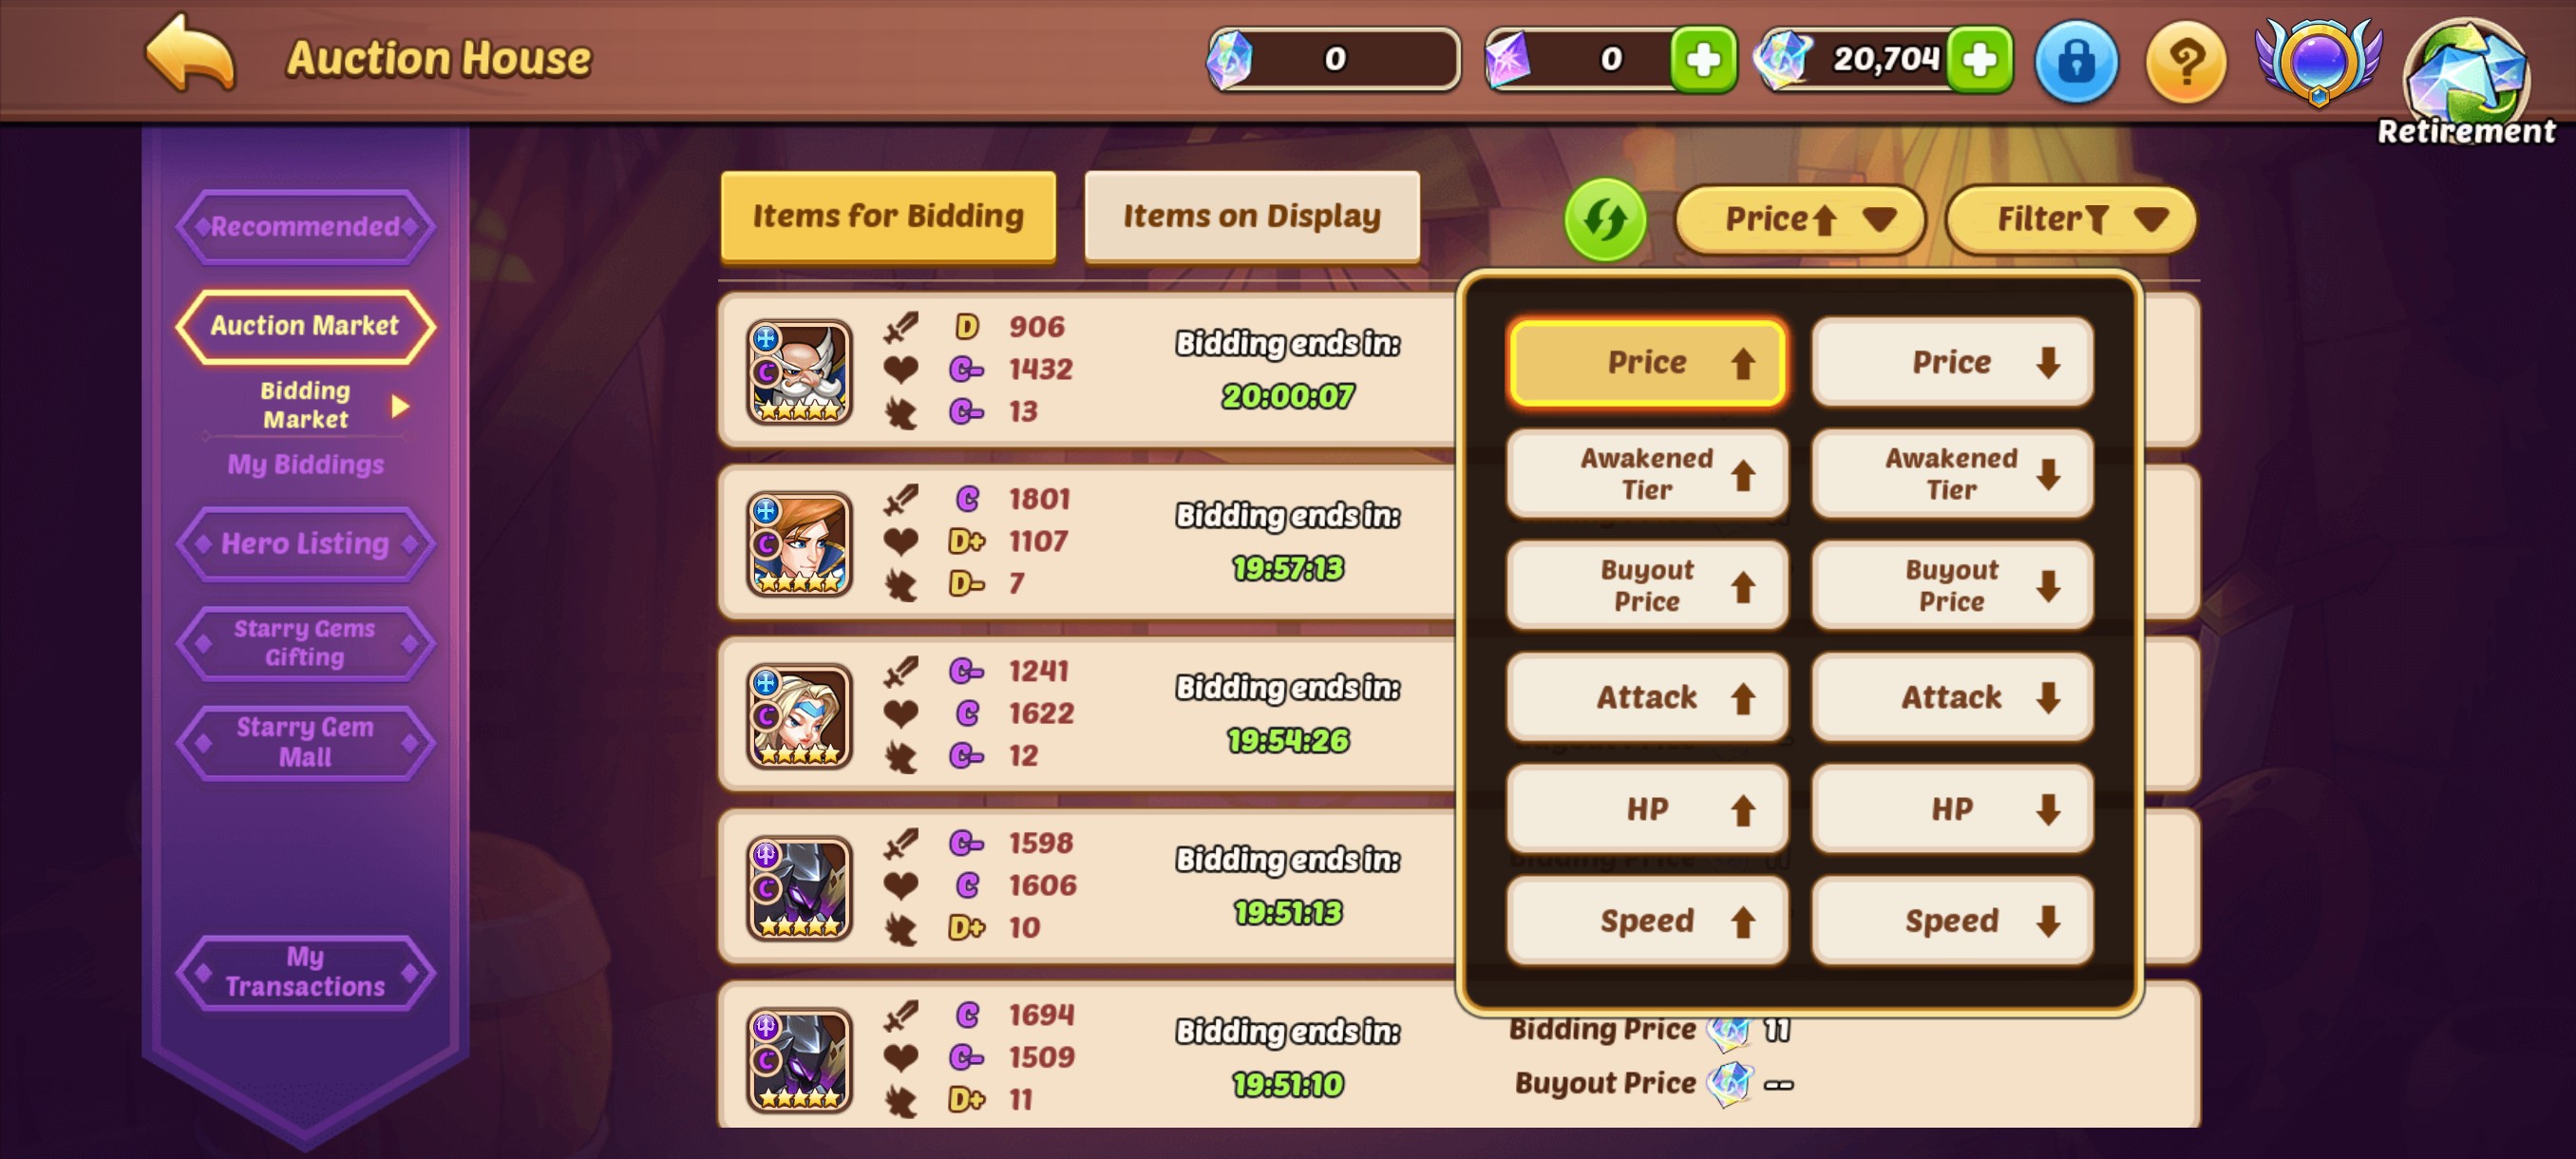 Auction House
0
0
20,704
Retirement
Recommended
Auction Market
Bidding
Market
My Biddings
Hero Listing
Starry Gems
Gifting
Starry Gem
Mall
My
Transactions
Items for Bidding
Items on Display
Price
Filter
C
D 906
C- 1432
C- 13
Bidding ends in:
20:00:07
C
C 1801
D+ 1107
D- 7
Bidding ends in:
19:57:13
C
C- 1241
C 1622
C- 12
Bidding ends in:
19:54:26
C
C- 1598
C 1606
D+ 10
Bidding ends in:
19:51:13
C
C 1694
C- 1509
D+ 11
Bidding ends in:
19:51:10
Bidding Price 11
Buyout Price --
Price
Price
Awakened
Tier
Awakened
Tier
Buyout
Price
Buyout
Price
Attack
Attack
HP
HP
Speed
Speed